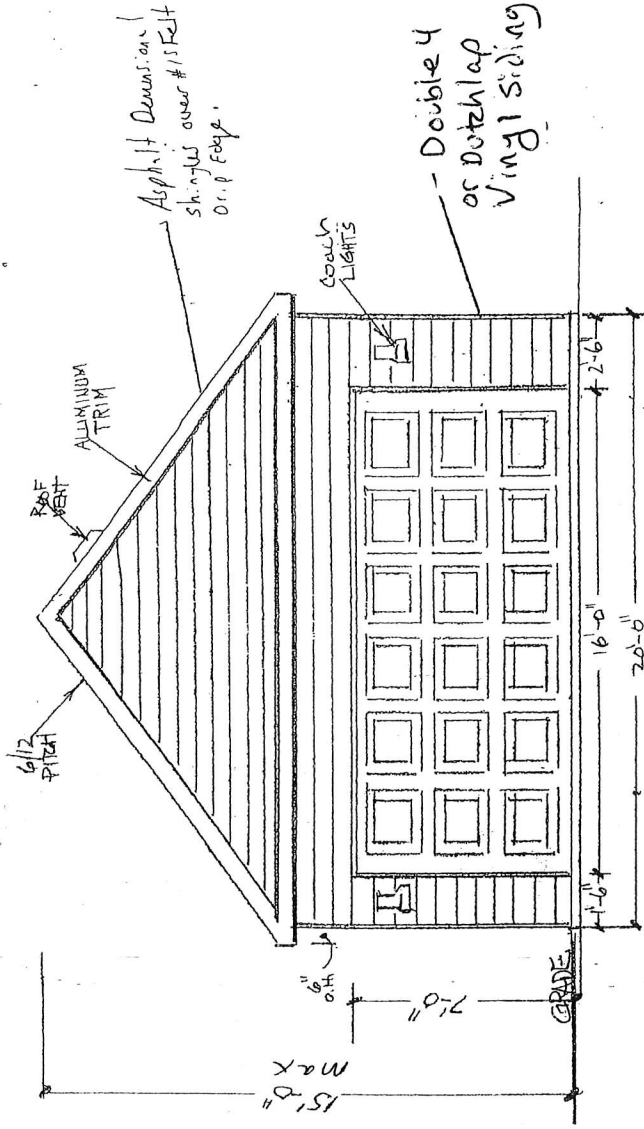 6/12
PITCH
ROOF
VENT
ALUMINUM
TRIM
Asphalt Dimensional
shingles over #15 Felt
Drip Edge.
COACH
LIGHTS
- Double 4
or Dutchlap
Vinyl Siding
6"
O.H.
15'-0"
max
7'-0"
GRADE
1'-6"
16'-0"
2'-6"
20'-0"